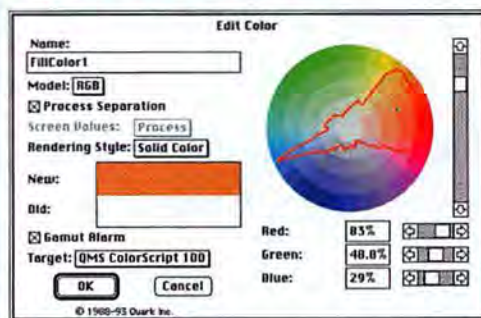 Edit Color
Name:
FillColor1
Model: RGB
Process Separation
Screen Values: Process
Rendering Style: Solid Color
New:
Old:
Gamut Alarm
Target: QMS ColorScript 100
OK Cancel
© 1988-93 Quark Inc.
Red: 83%
Green: 48.8%
Blue: 29%